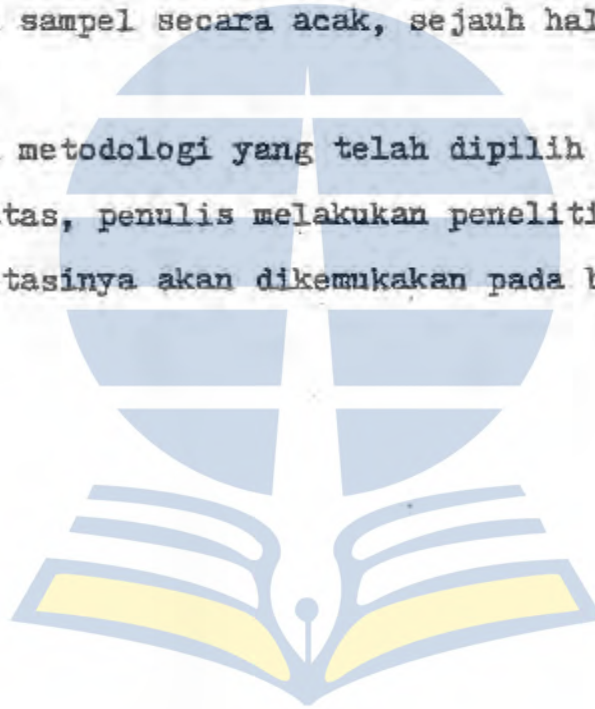 sampel secara acak, sejauh hal
metodologi yang telah dipilih
tas, penulis melakukan peneliti
tasinya akan dikemukakan pada b